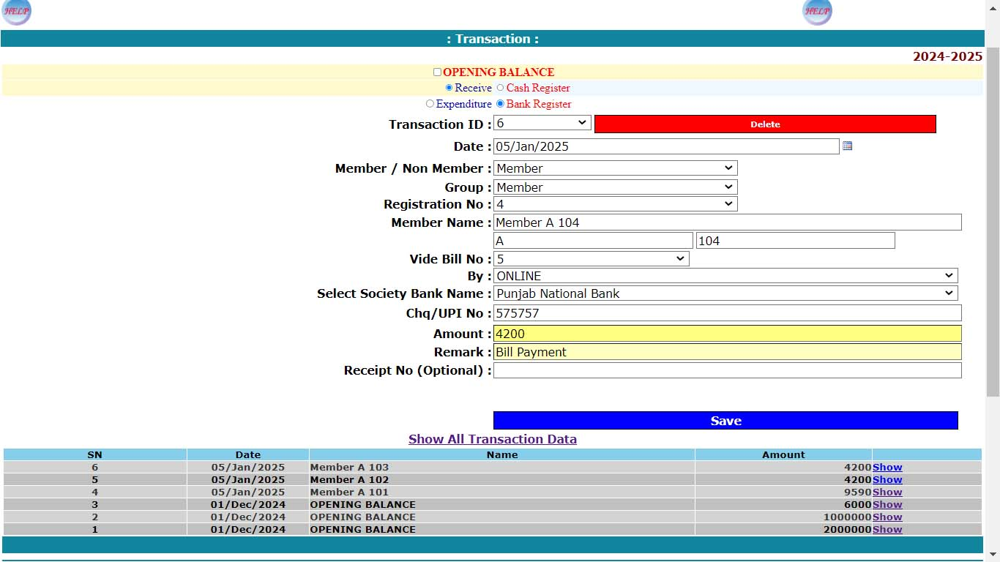 HELP HELP
: Transaction :
2024-2025
OPENING BALANCE
Receive Cash Register
Expenditure Bank Register
Transaction ID : 6 Delete
Date : 05/Jan/2025
Member / Non Member : Member
Group : Member
Registration No : 4
Member Name : Member A 104
A 104
Vide Bill No : 5
By : ONLINE
Select Society Bank Name : Punjab National Bank
Chq/UPI No : 575757
Amount : 4200
Remark : Bill Payment
Receipt No (Optional) :
Save
Show All Transaction Data
SN Date Name Amount
6 05/Jan/2025 Member A 103 4200 Show
5 05/Jan/2025 Member A 102 4200 Show
4 05/Jan/2025 Member A 101 9590 Show
3 01/Dec/2024 OPENING BALANCE 6000 Show
2 01/Dec/2024 OPENING BALANCE 1000000 Show
1 01/Dec/2024 OPENING BALANCE 2000000 Show